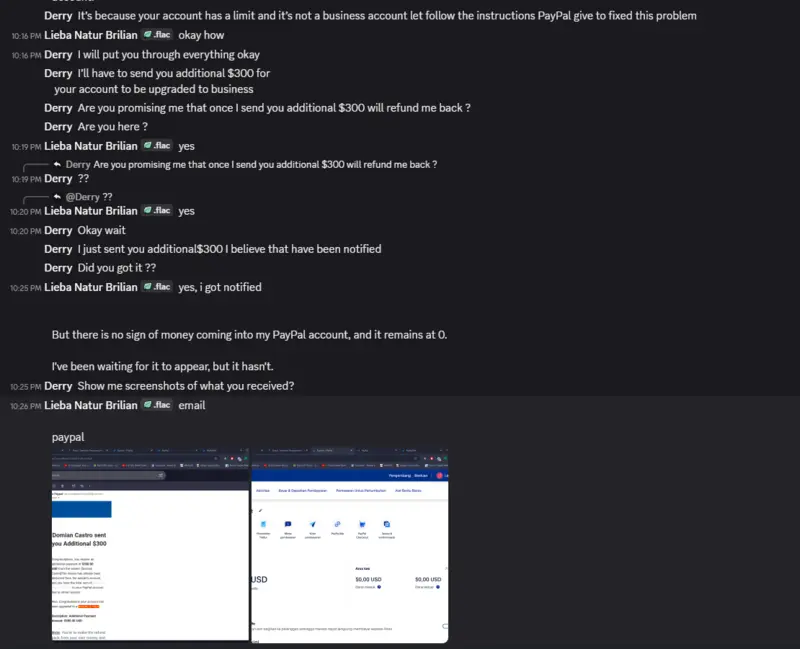 Derry It's because your account has a limit and it's not a business account let follow the instructions PayPal give to fixed this problem
10:16 PM Lieba Natur Brilian .flac okay how
10:16 PM Derry I will put you through everything okay
Derry I'll have to send you additional $300 for
your account to be upgraded to business
Derry Are you promising me that once I send you additional $300 will refund me back ?
Derry Are you here ?
10:19 PM Lieba Natur Brilian .flac yes
Derry Are you promising me that once I send you additional $300 will refund me back ?
10:19 PM Derry ??
@Derry ??
10:20 PM Lieba Natur Brilian .flac yes
10:20 PM Derry Okay wait
Derry I just sent you additional$300 I believe that have been notified
Derry Did you got it ??
10:25 PM Lieba Natur Brilian .flac yes, i got notified
But there is no sign of money coming into my PayPal account, and it remains at 0.
I've been waiting for it to appear, but it hasn't.
10:25 PM Derry Show me screenshots of what you received?
10:26 PM Lieba Natur Brilian .flac email
paypal
Domian Castro sent
you Additional $300
USD
$0,00 USD
$0,00 USD